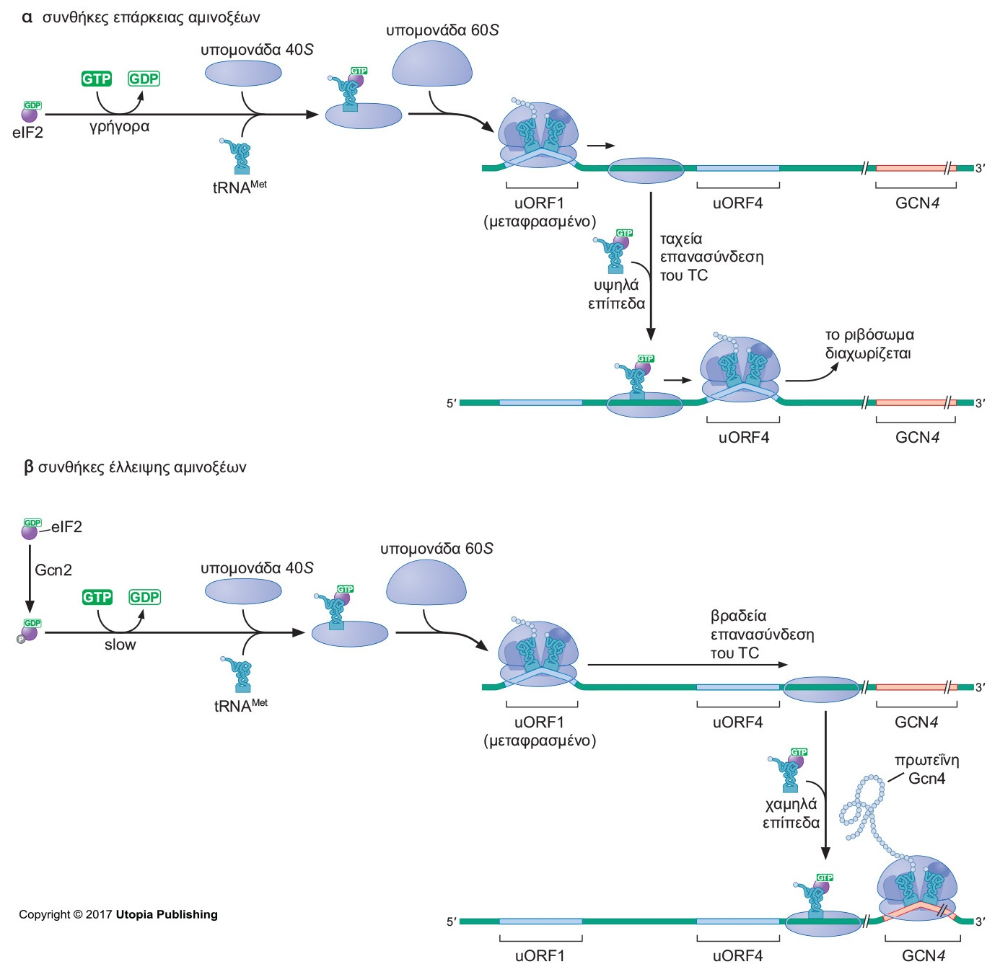 α συνθήκες επάρκειας αμινοξέων
υπομονάδα 60S
υπομονάδα 40S
GTP
GDP
GTP
GDP
eIF2
γρήγορα
tRNAMet
3′
uORF1
(μεταφρασμένο)
uORF4
GCN4
GTP
ταχεία
επανασύνδεση
του TC
υψηλά
επίπεδα
το ριβόσωμα
διαχωρίζεται
GTP
5′
3′
uORF4
GCN4
β συνθήκες έλλειψης αμινοξέων
GDP
eIF2
Gcn2
υπομονάδα 60S
υπομονάδα 40S
GTP
GDP
GTP
GDP
P
slow
tRNAMet
βραδεία
επανασύνδεση
του TC
3′
uORF1
(μεταφρασμένο)
uORF4
GCN4
GTP
χαμηλά
επίπεδα
πρωτεΐνη
Gcn4
GTP
5′
3′
uORF1
uORF4
GCN4
Copyright © 2017 Utopia Publishing